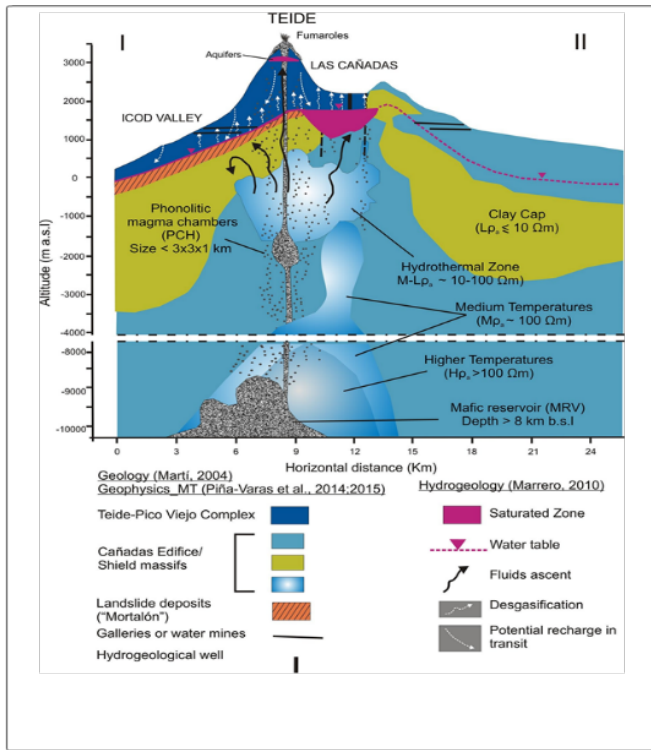 TEIDE
I
II
Fumaroles
Aquifers
LAS CAÑADAS
ICOD VALLEY
3000
2000
1000
0
-1000
-2000
-3000
-4000
-8000
-9000
-10000
Altitude (m a.s.l)
Phonolitic
magma chambers
(PCH)
Size < 3x3x1 km
Clay Cap
(Lρₐ ⩽ 10 Ωm)
Hydrothermal Zone
M-Lρₐ ~ 10-100 Ωm)
Medium Temperatures
(Mρₐ~ 100 Ωm)
Higher Temperatures
(Hρₐ >100 Ωm)
Mafic reservoir (MRV)
Depth > 8 km b.s.l
0 3 6 9 12 15 18 21 24
Horizontal distance (Km)
Geology (Martí, 2004)
Geophysics_MT (Piña-Varas et al., 2014;2015)
Teide-Pico Viejo Complex
Cañadas Edifice/
Shield massifs
Landslide deposits
("Mortalón")
Galleries or water mines
Hydrogeological well
Hydrogeology (Marrero, 2010)
Saturated Zone
Water table
Fluids ascent
Desgasification
Potential recharge in
transit